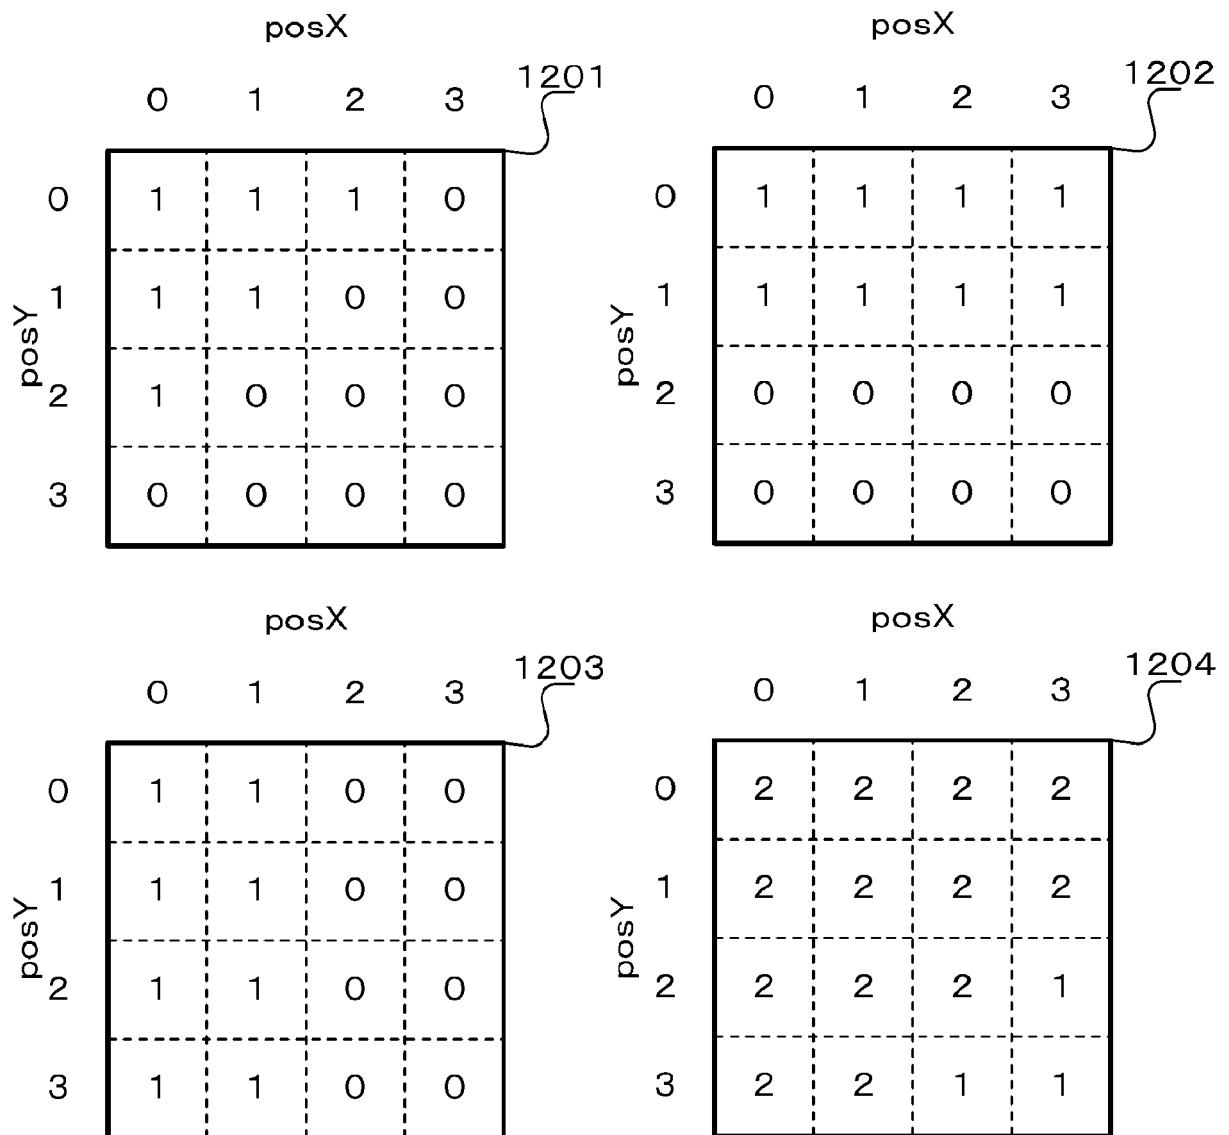 posX
0 1 2 3 1201
0 1 1 1 0
1 1 1 0 0
2 1 0 0 0
3 0 0 0 0
posY
posX
0 1 2 3 1202
0 1 1 1 1
1 1 1 1 1
2 0 0 0 0
3 0 0 0 0
posY
posX
0 1 2 3 1203
0 1 1 0 0
1 1 1 0 0
2 1 1 0 0
3 1 1 0 0
posY
posX
0 1 2 3 1204
0 2 2 2 2
1 2 2 2 2
2 2 2 2 1
3 2 2 1 1
posY